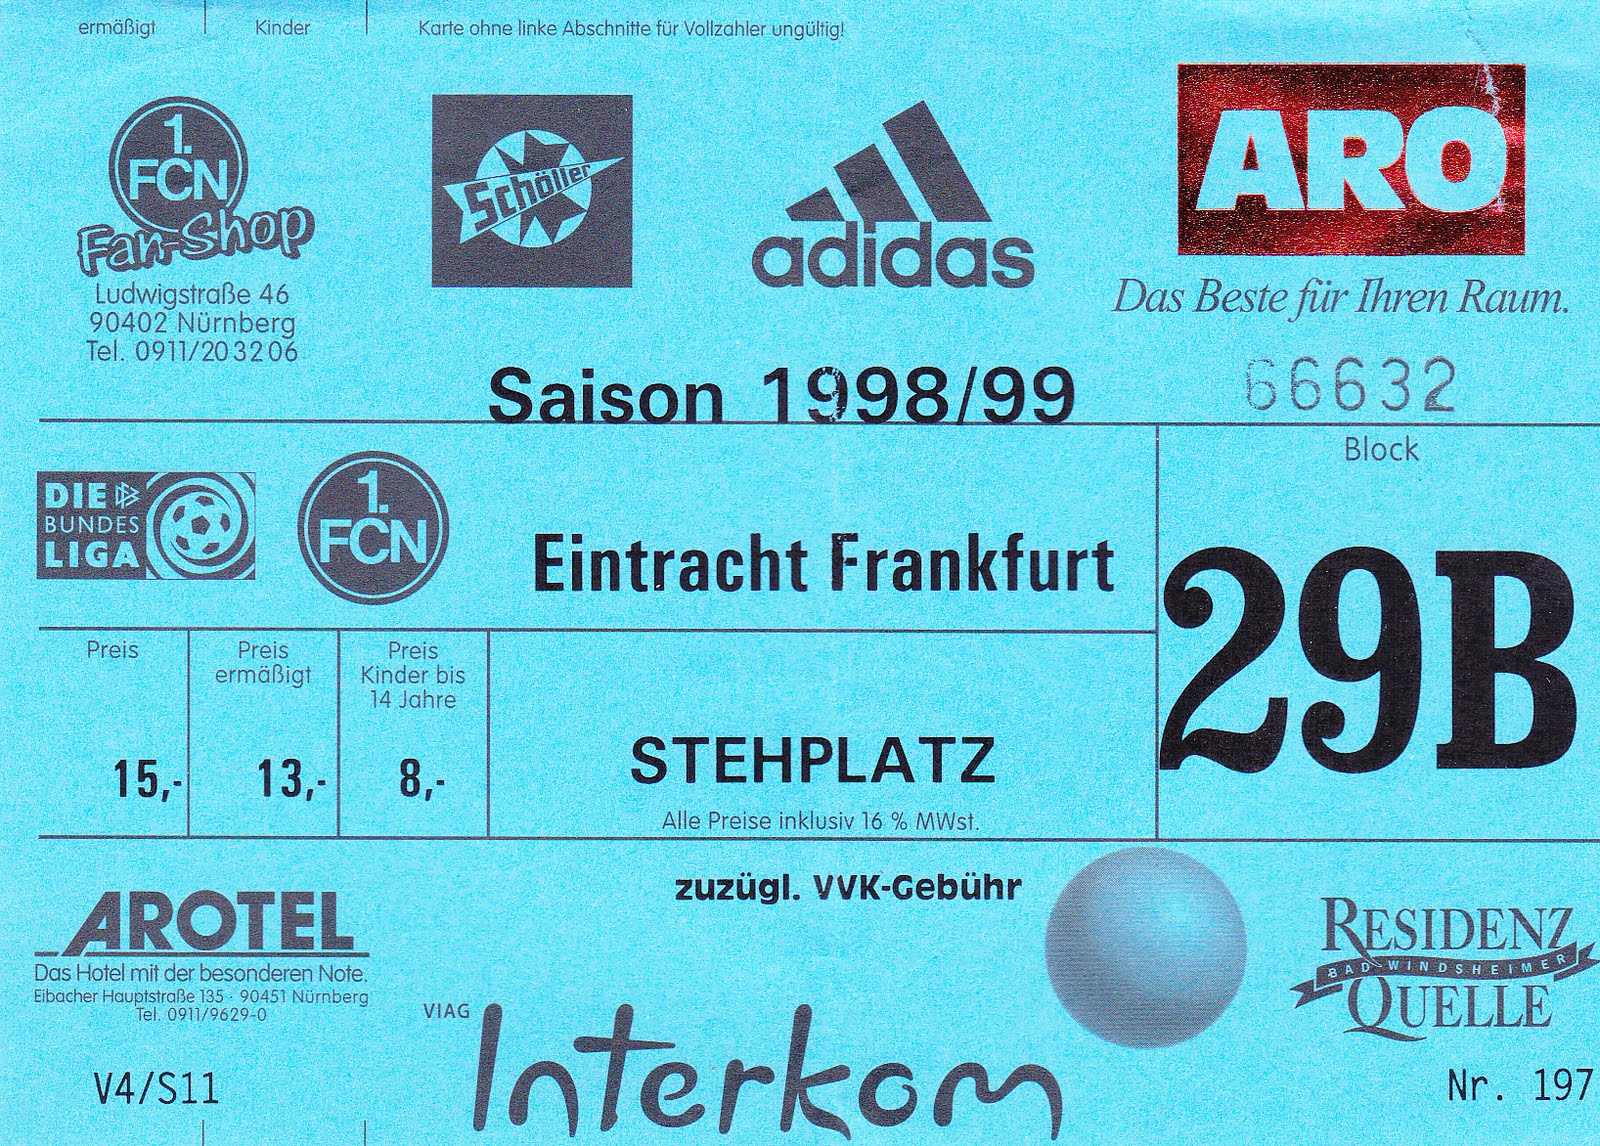 ermäßigt
Kinder
Karte ohne linke Abschnitte für Vollzahler ungültig!
1.
FCN
Fan-Shop
Ludwigstraße 46
90402 Nürnberg
Tel. 0911/203206
Schöller
adidas
ARO
Das Beste für Ihren Raum.
Saison 1998/99
66632
DIE
BUNDES
LIGA
1.
FCN
Eintracht Frankfurt
Block
29B
Preis
15,-
Preis
ermäßigt
13,-
Preis
Kinder bis
14 Jahre
8,-
STEHPLATZ
Alle Preise inklusiv 16 % MWst.
zuzügl. VVK-Gebühr
AROTEL
Das Hotel mit der besonderen Note.
Eibacher Hauptstraße 135 · 90451 Nürnberg
Tel. 0911/9629-0
VIAG
Interkom
RESIDENZ
BAD WINDSHEIMER
QUELLE
V4/S11
Nr. 197